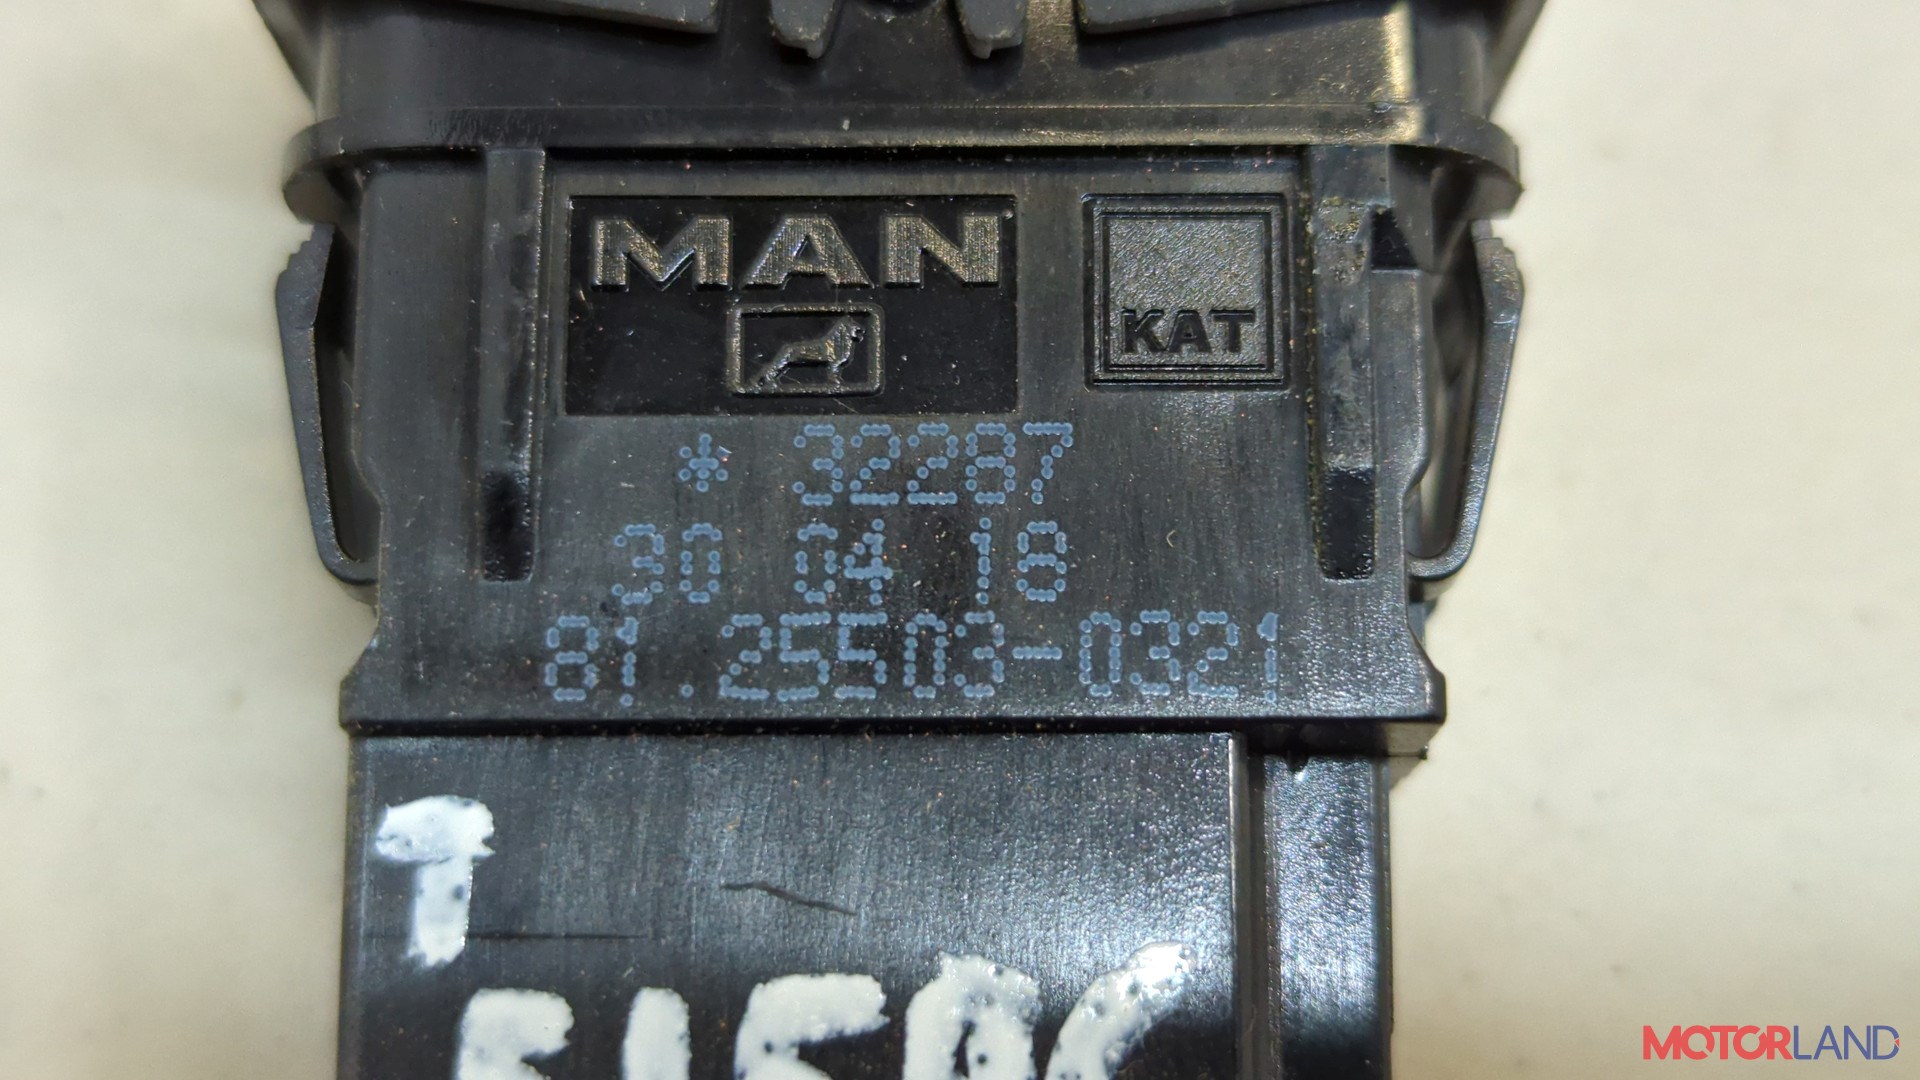 MAN
KAT
* 32287
30 04 18
81.25503-0321
T
MOTORLAND